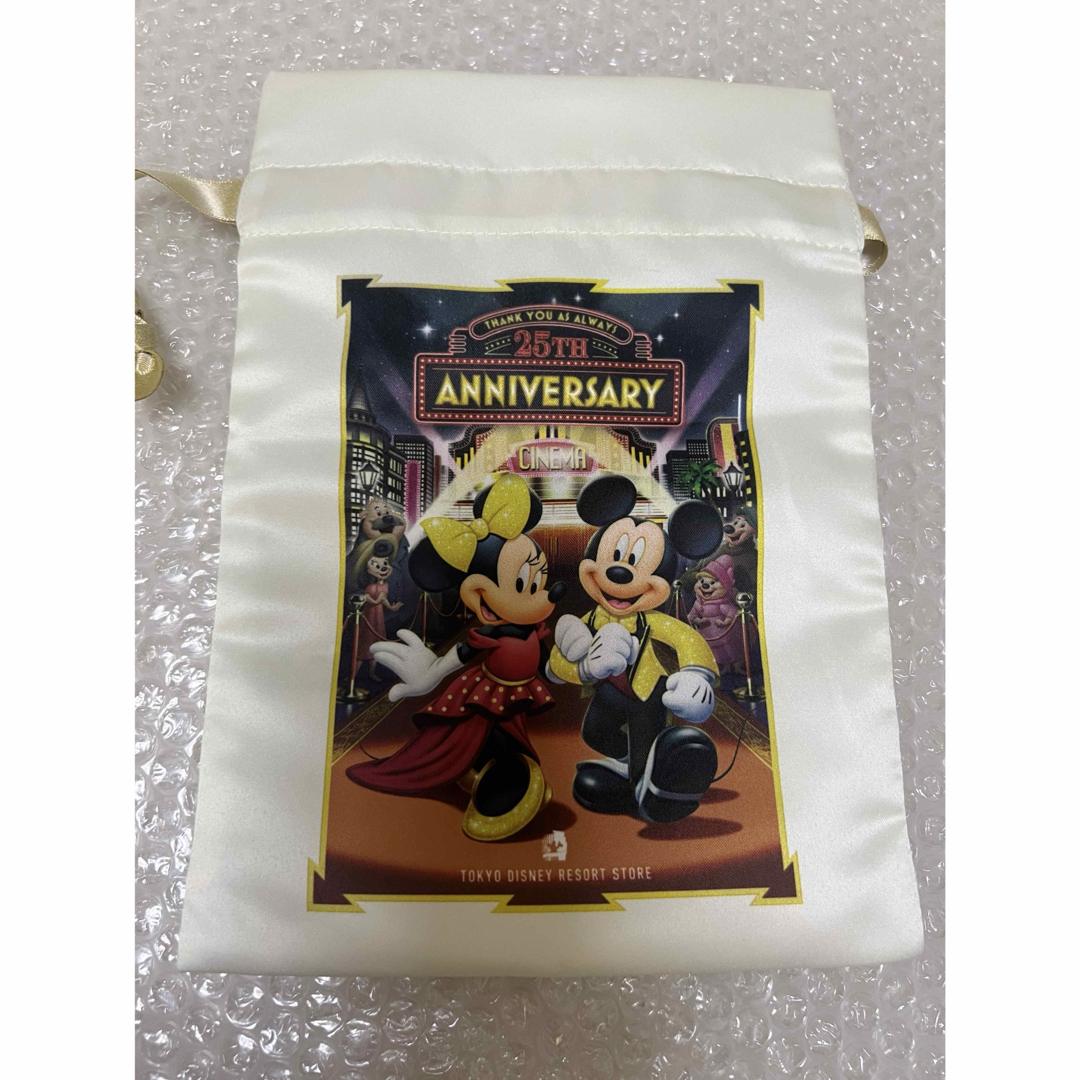 THANK YOU AS ALWAYS
25TH
ANNIVERSARY
CINEMA
TOKYO DISNEY RESORT STORE